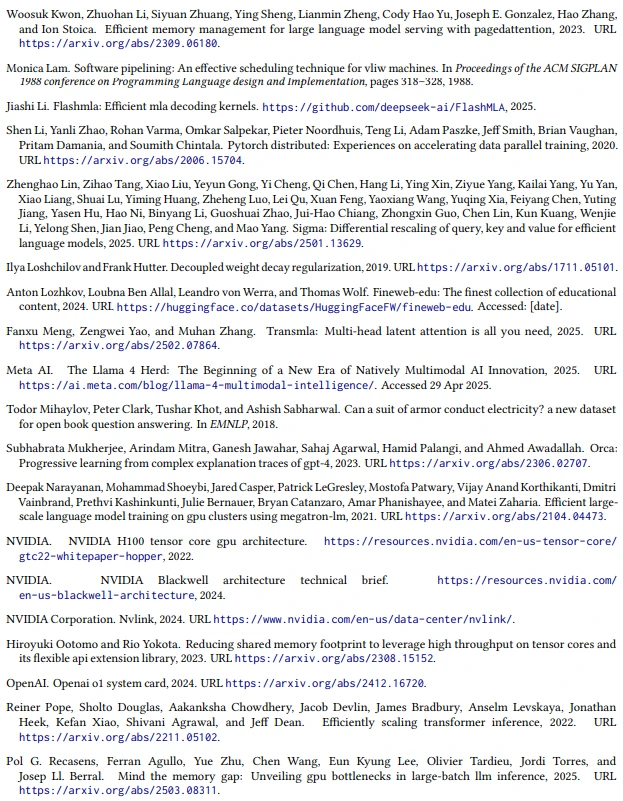 Woosuk Kwon, Zhuohan Li, Siyuan Zhuang, Ying Sheng, Lianmin Zheng, Cody Hao Yu, Joseph E. Gonzalez, Hao Zhang,
and Ion Stoica. Efficient memory management for large language model serving with pagedattention, 2023. URL
https://arxiv.org/abs/2309.06180.
Monica Lam. Software pipelining: An effective scheduling technique for vliw machines. In Proceedings of the ACM SIGPLAN
1988 conference on Programming Language design and Implementation, pages 318–328, 1988.
Jiashi Li. Flashmla: Efficient mla decoding kernels. https://github.com/deepseek-ai/FlashMLA, 2025.
Shen Li, Yanli Zhao, Rohan Varma, Omkar Salpekar, Pieter Noordhuis, Teng Li, Adam Paszke, Jeff Smith, Brian Vaughan,
Pritam Damania, and Soumith Chintala. Pytorch distributed: Experiences on accelerating data parallel training, 2020.
URL https://arxiv.org/abs/2006.15704.
Zhenghao Lin, Zihao Tang, Xiao Liu, Yeyun Gong, Yi Cheng, Qi Chen, Hang Li, Ying Xin, Ziyue Yang, Kailai Yang, Yu Yan,
Xiao Liang, Shuai Lu, Yiming Huang, Zheheng Luo, Lei Qu, Xuan Feng, Yaoxiang Wang, Yuqing Xia, Feiyang Chen, Yuting
Jiang, Yasen Hu, Hao Ni, Binyang Li, Guoshuai Zhao, Jui-Hao Chiang, Zhongxin Guo, Chen Lin, Kun Kuang, Wenjie
Li, Yelong Shen, Jian Jiao, Peng Cheng, and Mao Yang. Sigma: Differential rescaling of query, key and value for efficient
language models, 2025. URL https://arxiv.org/abs/2501.13629.
Ilya Loshchilov and Frank Hutter. Decoupled weight decay regularization, 2019. URL https://arxiv.org/abs/1711.05101.
Anton Lozhkov, Loubna Ben Allal, Leandro von Werra, and Thomas Wolf. Fineweb-edu: The finest collection of educational
content, 2024. URL https://huggingface.co/datasets/HuggingFaceFW/fineweb-edu. Accessed: [date].
Fanxu Meng, Zengwei Yao, and Muhan Zhang. Transmla: Multi-head latent attention is all you need, 2025. URL
https://arxiv.org/abs/2502.07864.
Meta AI. The Llama 4 Herd: The Beginning of a New Era of Natively Multimodal AI Innovation, 2025. URL
https://ai.meta.com/blog/llama-4-multimodal-intelligence/. Accessed 29 Apr 2025.
Todor Mihaylov, Peter Clark, Tushar Khot, and Ashish Sabharwal. Can a suit of armor conduct electricity? a new dataset
for open book question answering. In EMNLP, 2018.
Subhabrata Mukherjee, Arindam Mitra, Ganesh Jawahar, Sahaj Agarwal, Hamid Palangi, and Ahmed Awadallah. Orca:
Progressive learning from complex explanation traces of gpt-4, 2023. URL https://arxiv.org/abs/2306.02707.
Deepak Narayanan, Mohammad Shoeybi, Jared Casper, Patrick LeGresley, Mostofa Patwary, Vijay Anand Korthikanti, Dmitri
Vainbrand, Prethvi Kashinkunti, Julie Bernauer, Bryan Catanzaro, Amar Phanishayee, and Matei Zaharia. Efficient large-
scale language model training on gpu clusters using megatron-lm, 2021. URL https://arxiv.org/abs/2104.04473.
NVIDIA. NVIDIA H100 tensor core gpu architecture. https://resources.nvidia.com/en-us-tensor-core/
gtc22-whitepaper-hopper, 2022.
NVIDIA. NVIDIA Blackwell architecture technical brief. https://resources.nvidia.com/
en-us-blackwell-architecture, 2024.
NVIDIA Corporation. Nvlink, 2024. URL https://www.nvidia.com/en-us/data-center/nvlink/.
Hiroyuki Ootomo and Rio Yokota. Reducing shared memory footprint to leverage high throughput on tensor cores and
its flexible api extension library, 2023. URL https://arxiv.org/abs/2308.15152.
OpenAI. Openai o1 system card, 2024. URL https://arxiv.org/abs/2412.16720.
Reiner Pope, Sholto Douglas, Aakanksha Chowdhery, Jacob Devlin, James Bradbury, Anselm Levskaya, Jonathan
Heek, Kefan Xiao, Shivani Agrawal, and Jeff Dean. Efficiently scaling transformer inference, 2022. URL
https://arxiv.org/abs/2211.05102.
Pol G. Recasens, Ferran Agullo, Yue Zhu, Chen Wang, Eun Kyung Lee, Olivier Tardieu, Jordi Torres, and
Josep Ll. Berral. Mind the memory gap: Unveiling gpu bottlenecks in large-batch llm inference, 2025. URL
https://arxiv.org/abs/2503.08311.